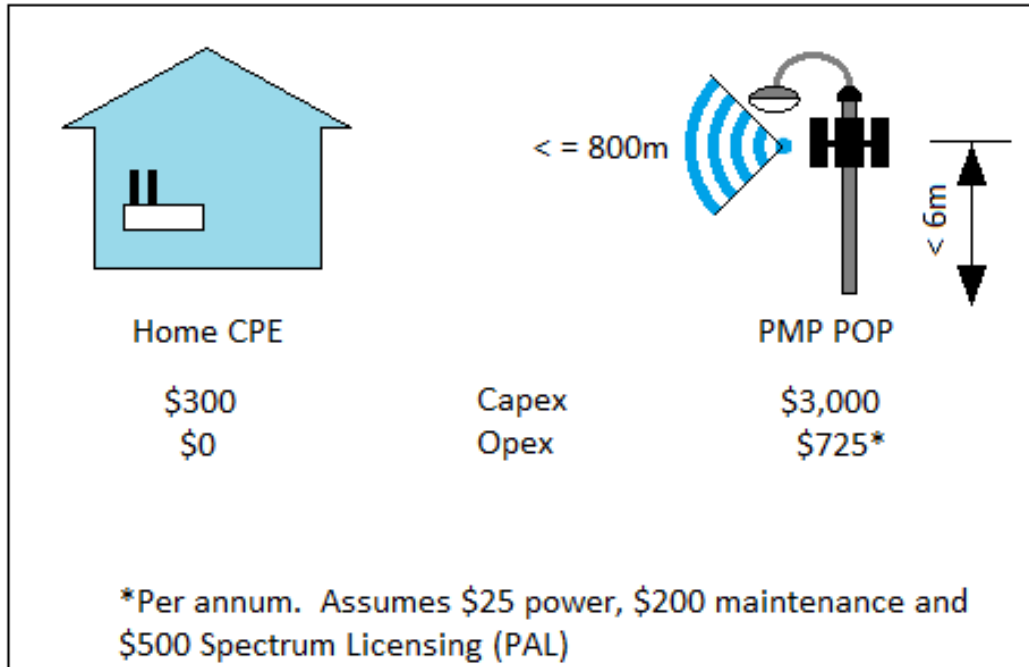 < = 800m
< 6m
Home CPE PMP POP
$300 Capex $3,000
$0 Opex $725*
*Per annum. Assumes $25 power, $200 maintenance and
$500 Spectrum Licensing (PAL)